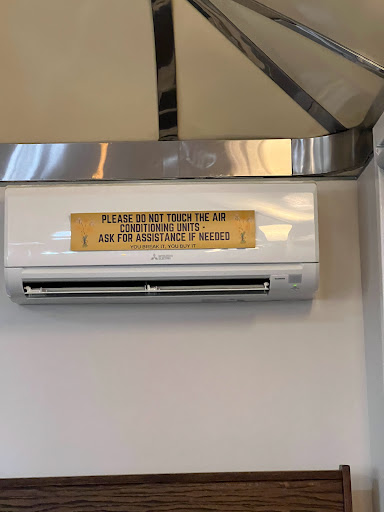 PLEASE DO NOT TOUCH THE AIR
CONDITIONING UNITS -
ASK FOR ASSISTANCE IF NEEDED
YOU BREAK IT, YOU BUY IT